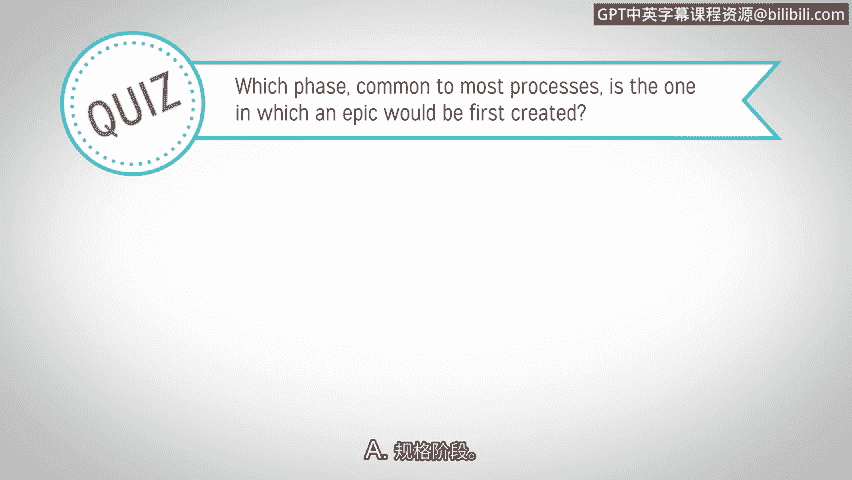 GPT中英字幕课程资源@bilibili.com
QUIZ
Which phase, common to most processes, is the one
in which an epic would be first created?
A. 规格阶段。